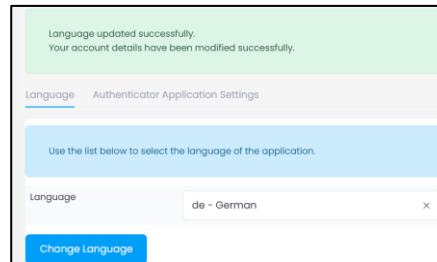 Language updated successfully.
Your account details have been modified successfully.
Language Authenticator Application Settings
Use the list below to select the language of the application.
Language
de - German ×
Change Language